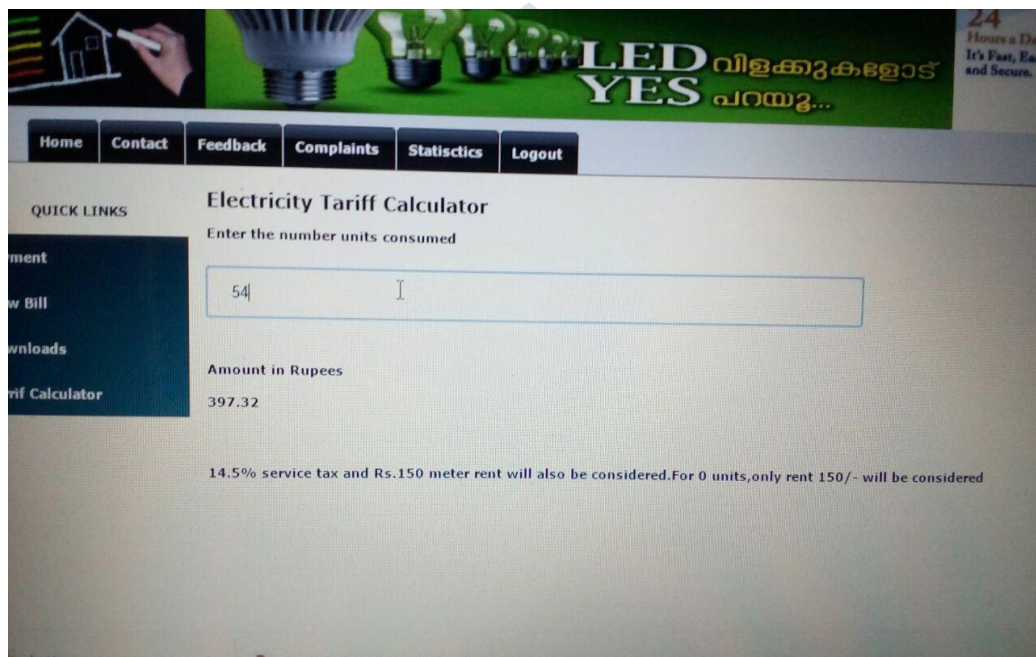 LED വിളക്കുകളോട്
YES പറയൂ...
24
Hours a Da
It's Fast, Ea
and Secure.
Home
Contact
Feedback
Complaints
Statisctics
Logout
QUICK LINKS
yment
w Bill
wnloads
rif Calculator
Electricity Tariff Calculator
Enter the number units consumed
54
Amount in Rupees
397.32
14.5% service tax and Rs.150 meter rent will also be considered.For 0 units,only rent 150/- will be considered